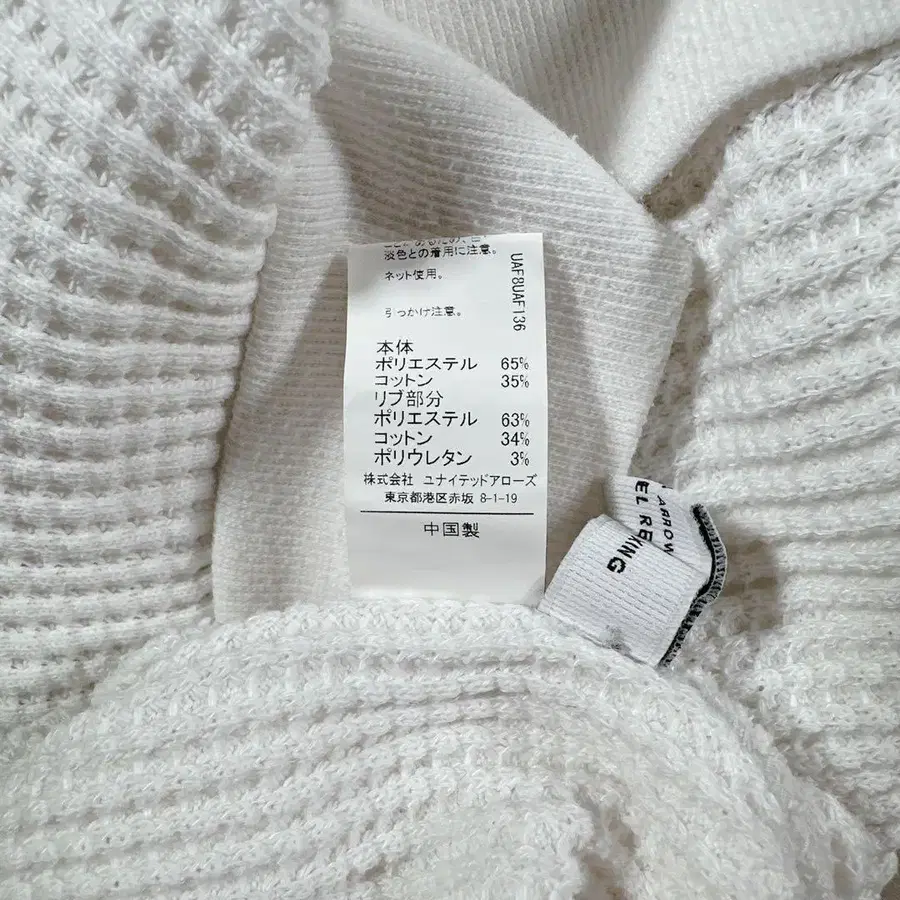 淡色との着用に注意。
ネット使用。
引っかけ注意。
UAF8UAF136
本体
ポリエステル 65%
コットン 35%
リブ部分
ポリエステル 63%
コットン 34%
ポリウレタン 3%
株式会社 ユナイテッドアローズ
東京都港区赤坂 8-1-19
中国製
ARROW
EL RE
KING